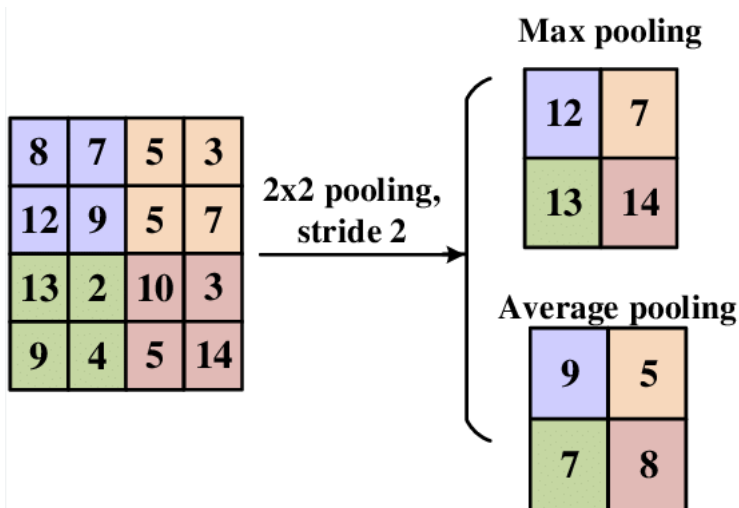 Max pooling
12 7
13 14
8 7 5 3
12 9 5 7
13 2 10 3
9 4 5 14
2x2 pooling,
stride 2
Average pooling
9 5
7 8